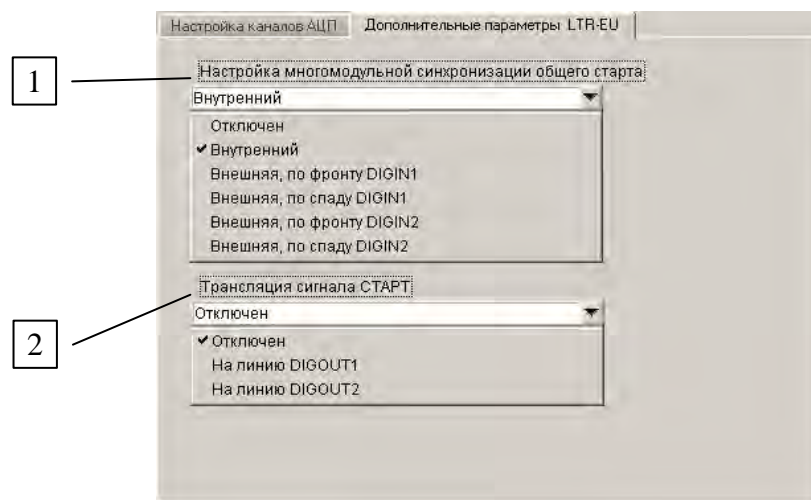 Настройка каналов АЦП
Дополнительные параметры LTR-EU
1
Настройка многомодульной синхронизации общего старта
Внутренний
Отключен
Внутренний
Внешняя, по фронту DIGIN1
Внешняя, по спаду DIGIN1
Внешняя, по фронту DIGIN2
Внешняя, по спаду DIGIN2
Трансляция сигнала СТАРТ
2
Отключен
Отключен
На линию DIGOUT1
На линию DIGOUT2